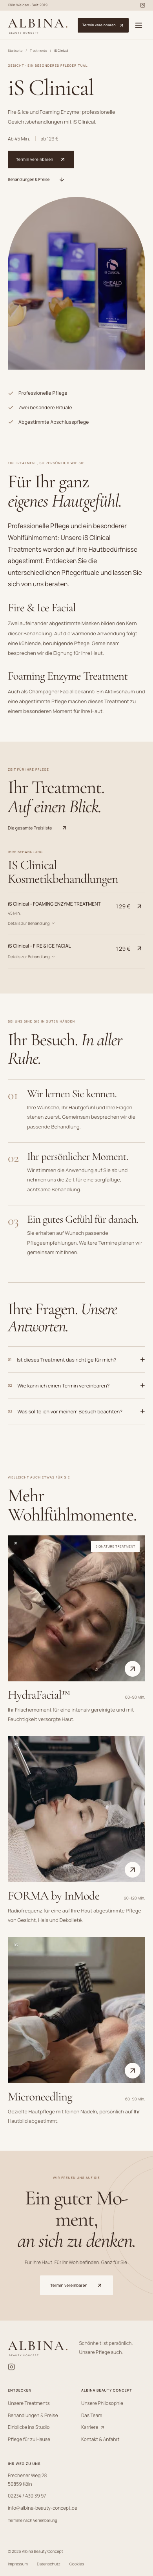 Köln Weiden · Seit 2005
ALBINA.
BEAUTY CONCEPT
Termin vereinbaren
Startseite / Treatments / iS Clinical
GESICHT · EIN BESONDERES PFLEGERITUAL
iS Clinical
Fire & Ice und Foaming Enzyme: professionelle
Gesichtsbehandlungen mit iS Clinical.
Ab 45 Min. ab 129 €
Termin vereinbaren
Behandlungen & Preise
Professionelle Pflege
Zwei besondere Rituale
Abgestimmte Abschlusspflege
EIN TREATMENT, SO PERSÖNLICH WIE SIE
Für Ihr ganz
eigenes Hautgefühl.
Professionelle Pflege und ein besonderer
Wohlfühlmoment: Unsere iS Clinical
Treatments werden auf Ihre Hautbedürfnisse
abgestimmt. Entdecken Sie die
unterschiedlichen Pflegerituale und lassen Sie
sich von uns beraten.
Fire & Ice Facial
Zwei aufeinander abgestimmte Masken bilden den Kern
dieser Behandlung. Auf die wärmende Anwendung folgt
eine kühlende, beruhigende Pflege. Gemeinsam
besprechen wir die Eignung für Ihre Haut.
Foaming Enzyme Treatment
Auch als Champagner Facial bekannt: Ein Aktivschaum und
eine abgestimmte Pflege machen dieses Treatment zu
einem besonderen Moment für Ihre Haut.
ZEIT FÜR IHRE PFLEGE
Ihr Treatment.
Auf einen Blick.
Die gesamte Preisliste
IHRE BEHANDLUNG
IS Clinical
Kosmetikbehandlungen
iS Clinical - FOAMING ENZYME TREATMENT
129 €
45 Min.
Details zur Behandlung
iS Clinical - FIRE & ICE FACIAL
129 €
Details zur Behandlung
BEI UNS SIND SIE IN GUTEN HÄNDEN
Ihr Besuch. In aller
Ruhe.
01 Wir lernen Sie kennen.
Ihre Wünsche, Ihr Hautgefühl und Ihre Fragen
stehen zuerst. Gemeinsam besprechen wir die
passende Behandlung.
02 Ihr persönlicher Moment.
Wir stimmen die Anwendung auf Sie ab und
nehmen uns die Zeit für eine sorgfältige,
achtsame Behandlung.
03 Ein gutes Gefühl für danach.
Sie erhalten auf Wunsch passende
Pflegeempfehlungen. Weitere Termine planen wir
gemeinsam mit Ihnen.
Ihre Fragen. Unsere
Antworten.
01 Ist dieses Treatment das richtige für mich?
02 Wie kann ich einen Termin vereinbaren?
03 Was sollte ich vor meinem Besuch beachten?
VIELLEICHT AUCH ETWAS FÜR SIE
Mehr
Wohlfühlmomente.
SIGNATURE TREATMENT
HydraFacial™
60–90 Min.
Ihr Frischemoment für eine intensiv gereinigte und mit
Feuchtigkeit versorgte Haut.
FORMA by InMode
60–120 Min.
Radiofrequenz für eine auf Ihre Haut abgestimmte Pflege
von Gesicht, Hals und Dekolleté.
Microneedling
60–90 Min.
Gezielte Hautpflege mit feinen Nadeln, persönlich auf Ihr
Hautbild abgestimmt.
WIR FREUEN UNS AUF SIE
Ein guter Mo-
ment,
an sich zu denken.
Für Ihre Haut. Für Ihr Wohlbefinden. Ganz für Sie.
Termin vereinbaren
ALBINA.
BEAUTY CONCEPT
Schönheit ist persönlich.
Unsere Pflege auch.
ENTDECKEN
Unsere Treatments
Behandlungen & Preise
Einblicke ins Studio
Pflege für zu Hause
ALBINA BEAUTY CONCEPT
Unsere Philosophie
Das Team
Karriere
Kontakt & Anfahrt
IHR WEG ZU UNS
Frechener Weg 28
50859 Köln
02234 / 430 39 97
info@albina-beauty-concept.de
Termine nach Vereinbarung
© 2026 Albina Beauty Concept
Impressum Datenschutz Cookies